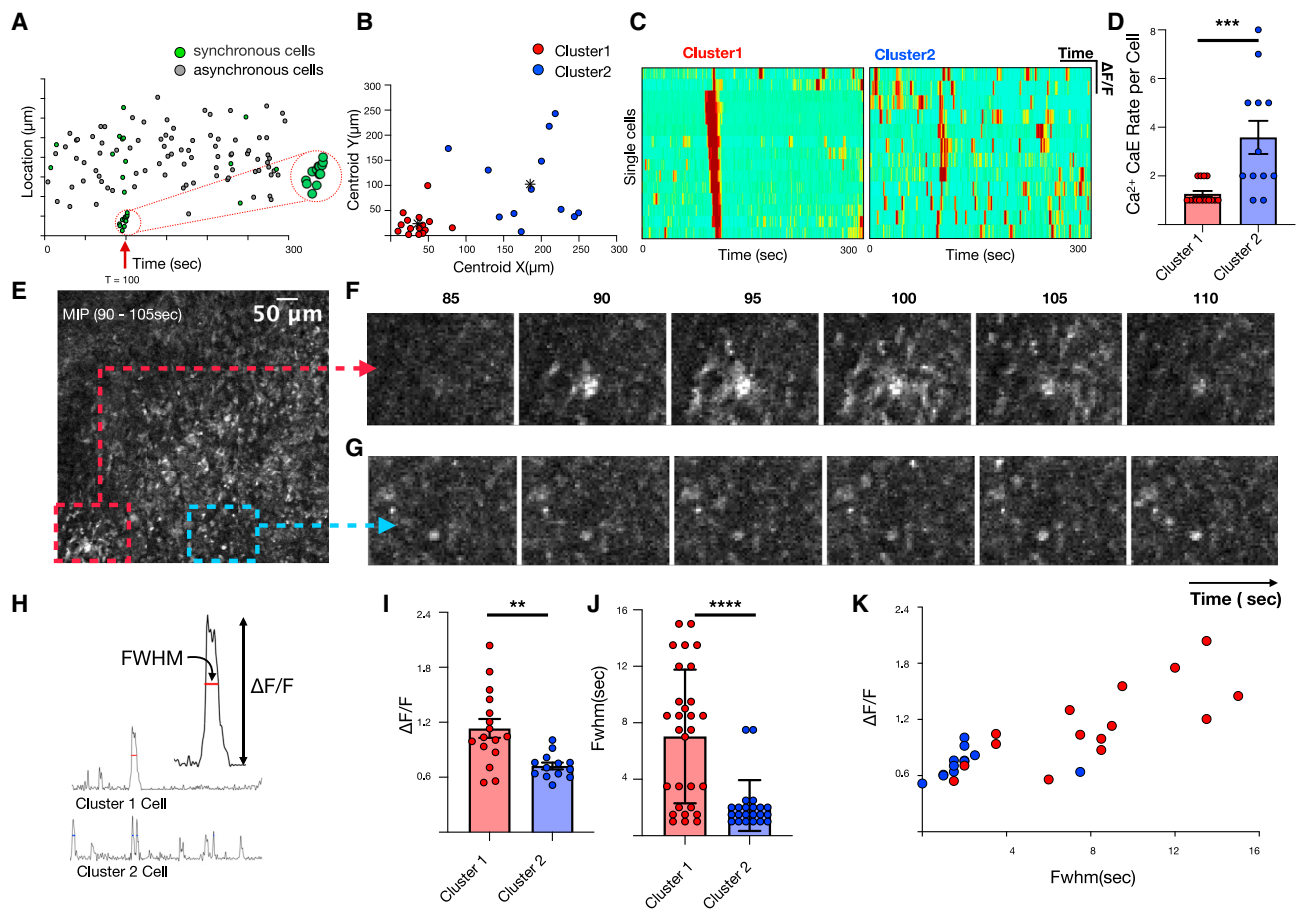 A
synchronous cells
asynchronous cells
Location (µm)
0
300
Time (sec)
T = 100
B
Cluster1
Cluster2
Centroid Y(µm)
300
250
200
150
100
50
0
50
100
150
200
250
300
Centroid X(µm)
C
Cluster1
Cluster2
Time
ΔF/F
Single cells
0
300
0
300
Time (sec)
Time (sec)
D
***
Ca²⁺ CaE Rate per Cell
8
6
4
2
0
Cluster 1
Cluster 2
E
MIP (90 - 105sec)
50 µm
F
85
90
95
100
105
110
G
Time ( sec)
H
FWHM
ΔF/F
Cluster 1 Cell
Cluster 2 Cell
I
**
ΔF/F
2.4
1.8
1.2
0.6
0
Cluster 1
Cluster 2
J
****
Fwhm(sec)
16
12
8
4
0
Cluster 1
Cluster 2
K
ΔF/F
2.4
1.8
1.2
0.6
0
4
8
12
16
Fwhm(sec)